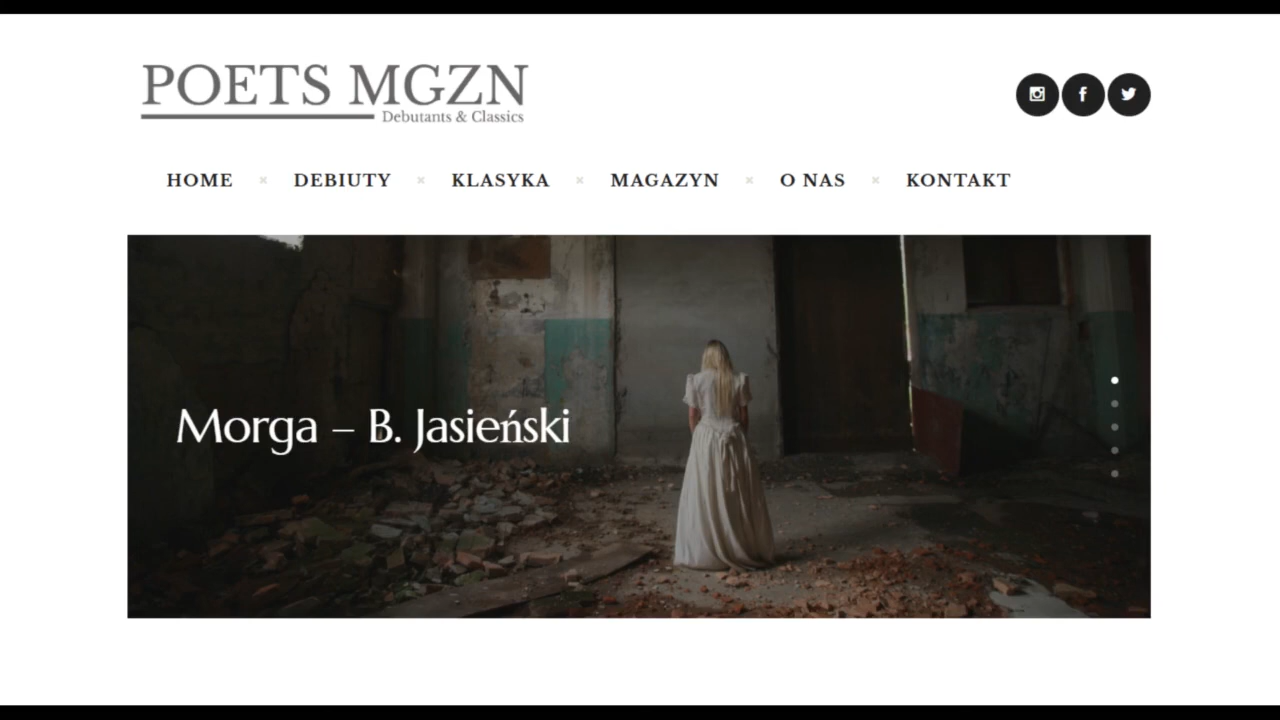 POETS MGZN
Debutants & Classics
HOME × DEBIUTY × KLASYKA × MAGAZYN × O NAS × KONTAKT
Morga – B. Jasieński